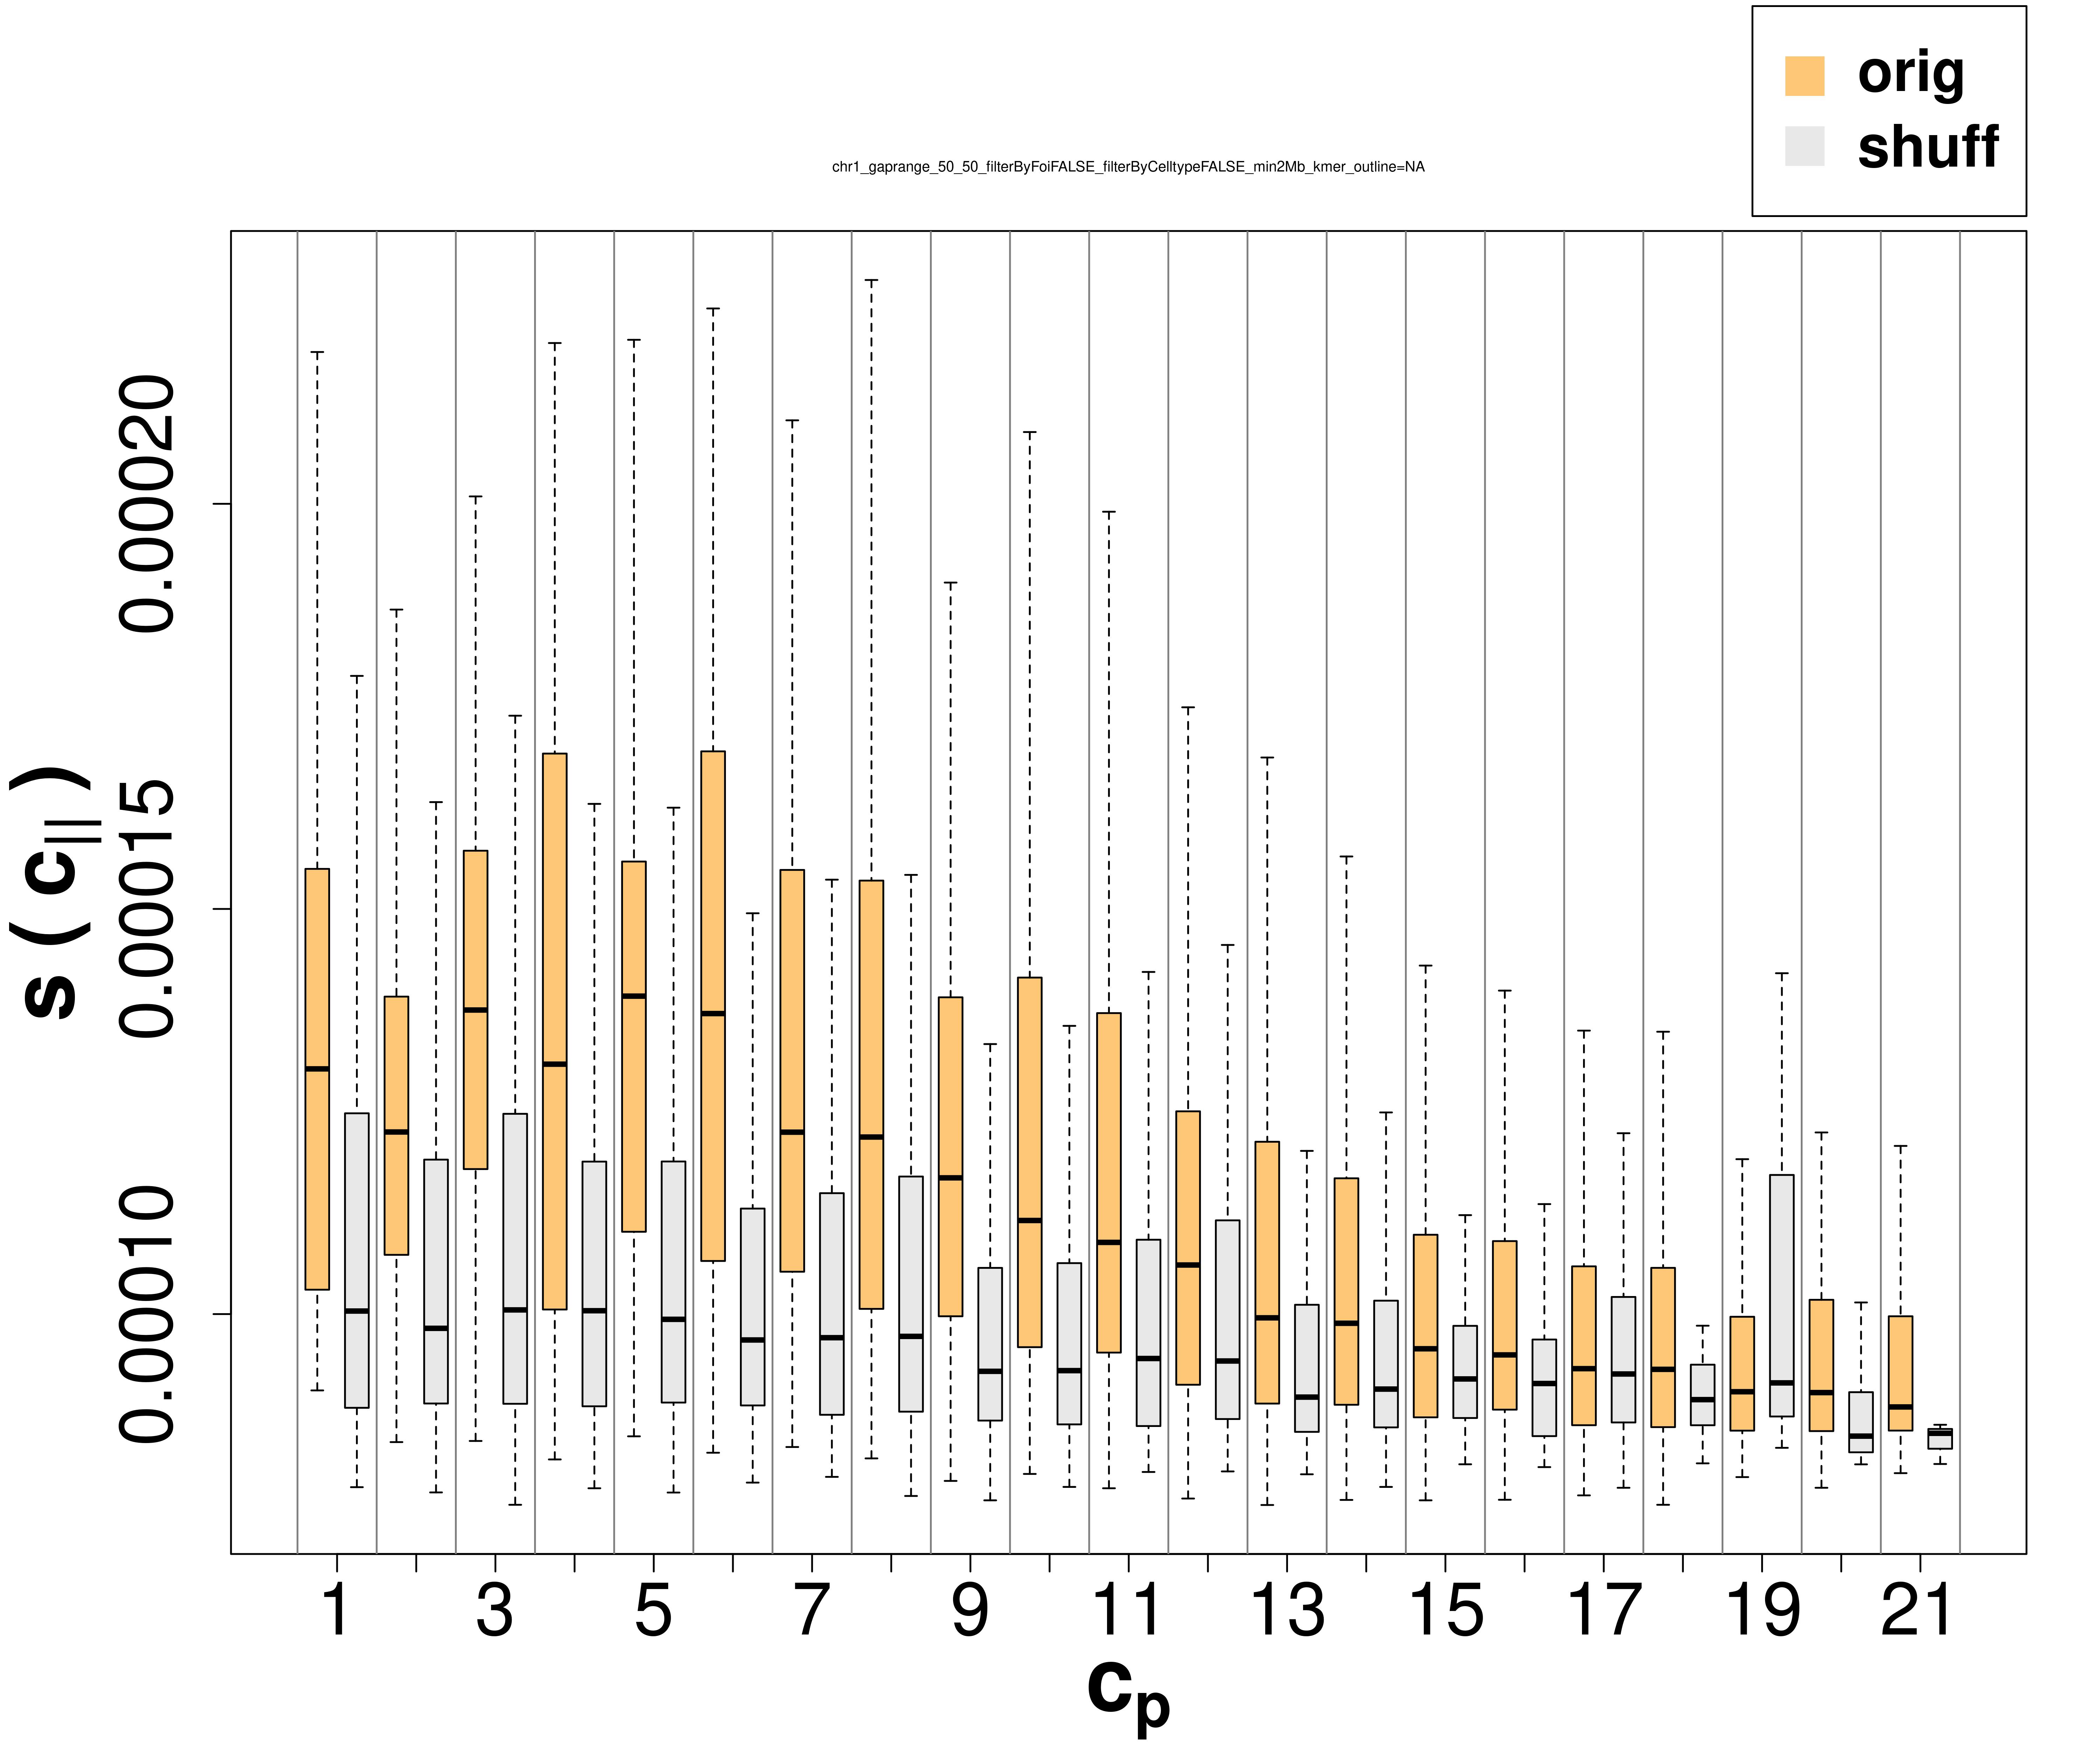 orig
shuff
chr1_gaprange_50_50_filterByFoiFALSE_filterByCelltypeFALSE_min2Mb_kmer_outline=NA
s ( c|| )
0.00020
0.00015
0.00010
1 3 5 7 9 11 13 15 17 19 21
cp